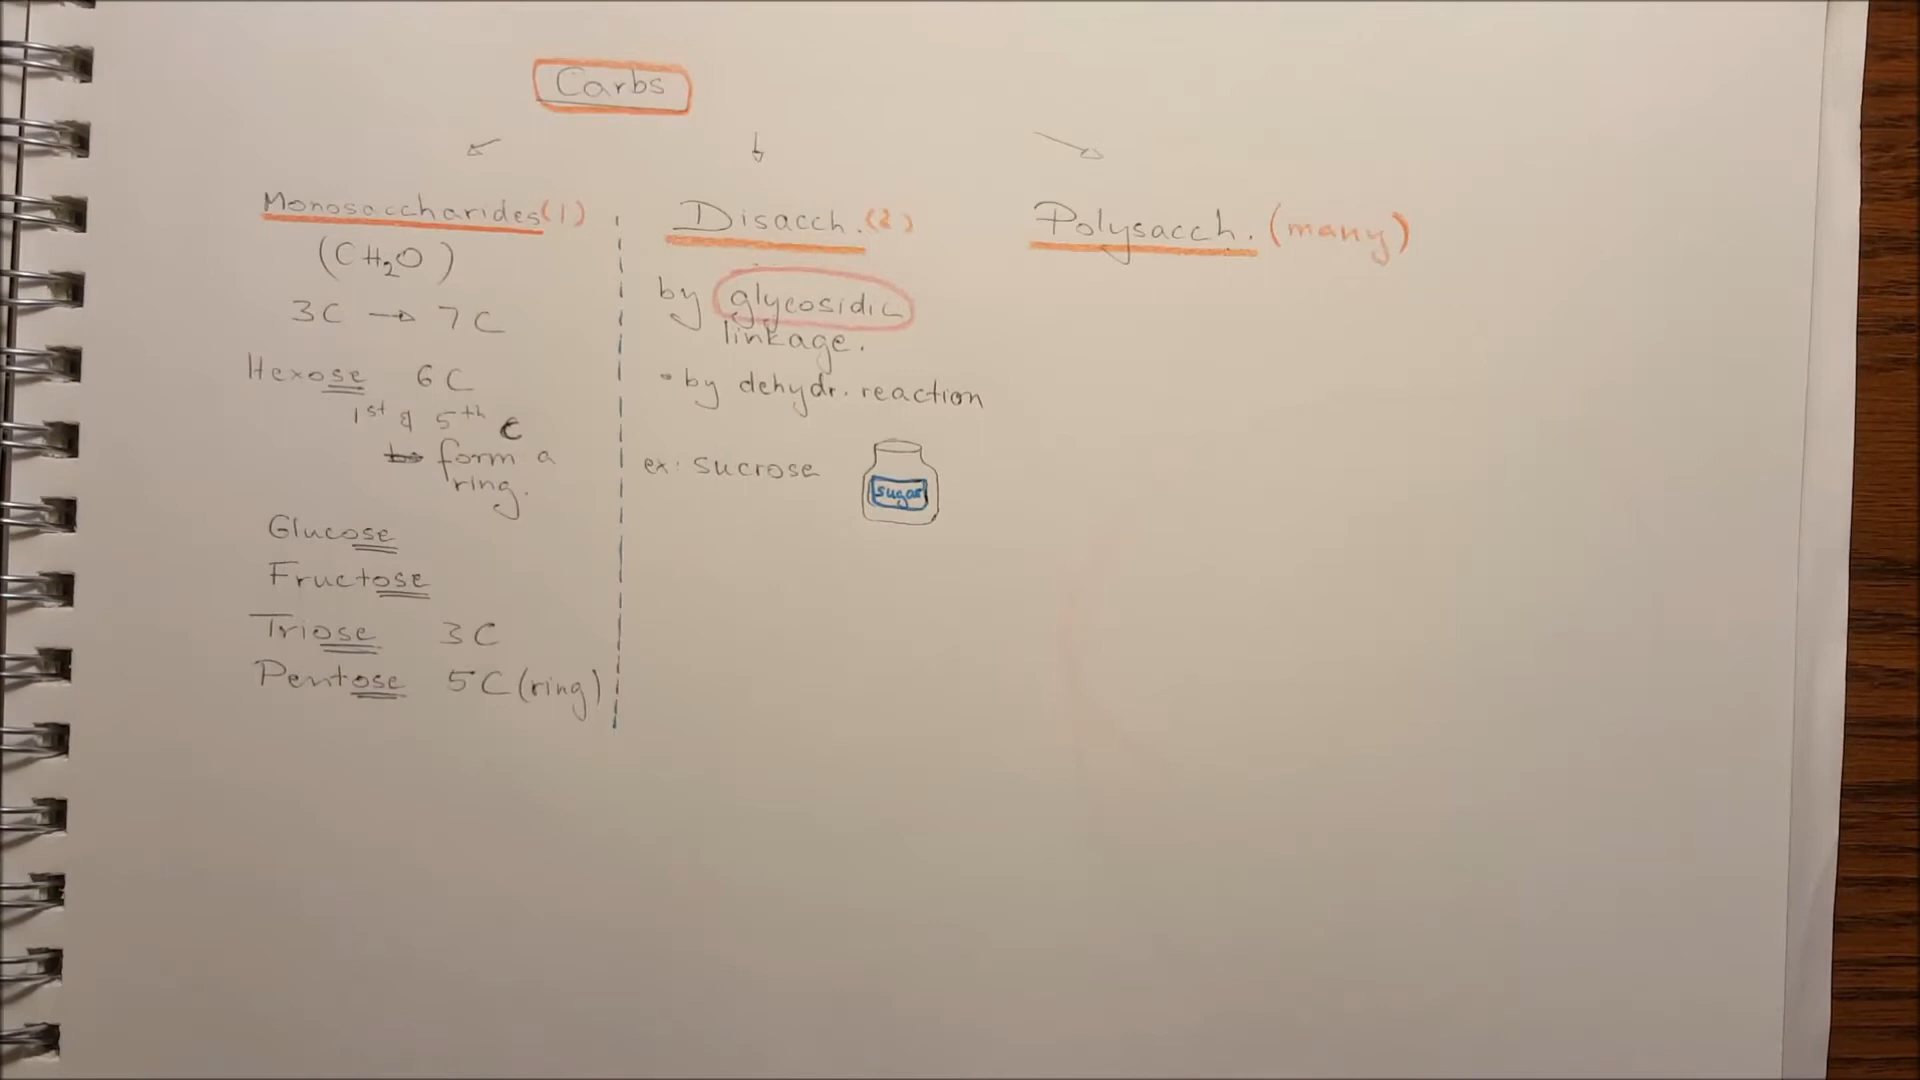 Carbs
Monosaccharides (1)
(CH₂O)
3C → 7C
Hexose 6C
1st & 5th C
→ form a
ring.
Glucose
Fructose
Triose 3C
Pentose 5C (ring)
Disacch. (2)
by glycosidic
linkage.
• by dehydr. reaction
ex: sucrose
sugar
Polysacch. (many)